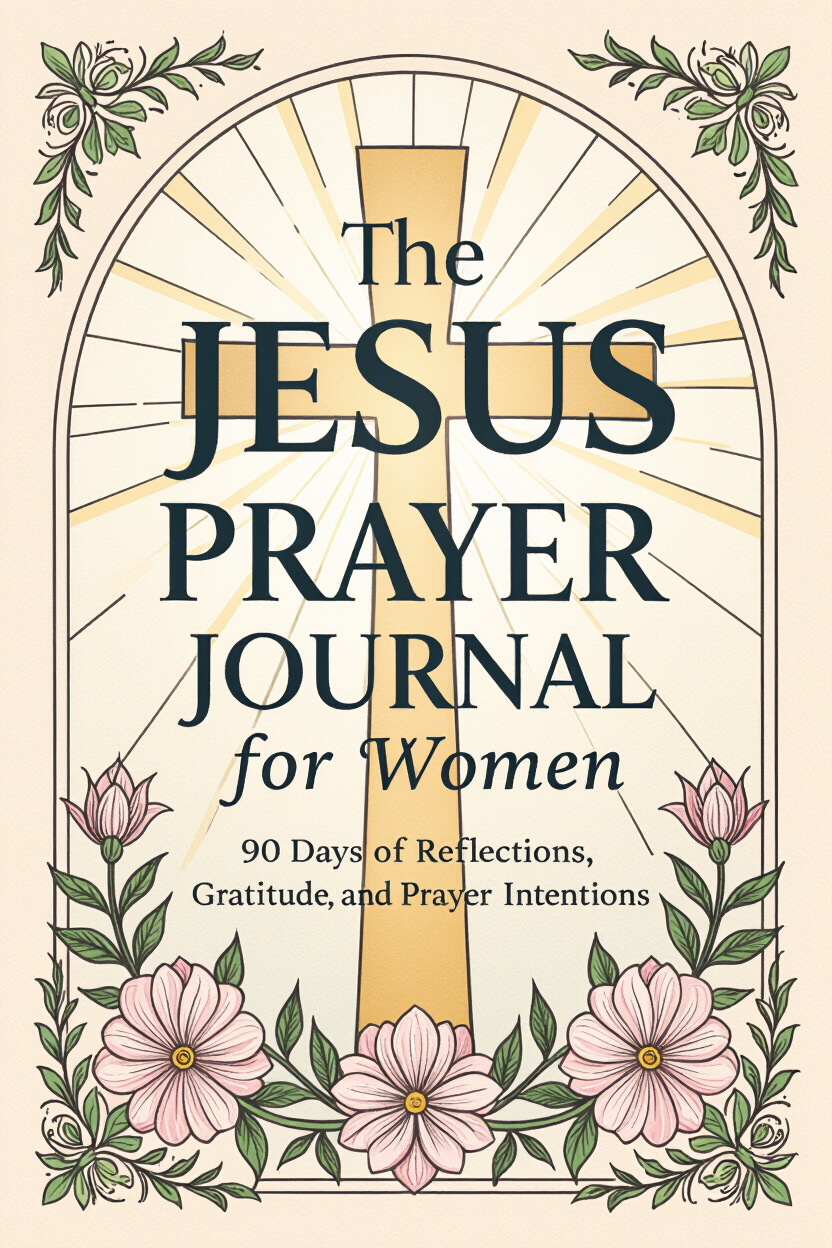 The
JESUS
PRAYER
JOURNAL
for Women
90 Days of Reflections,
Gratitude, and Prayer Intentions